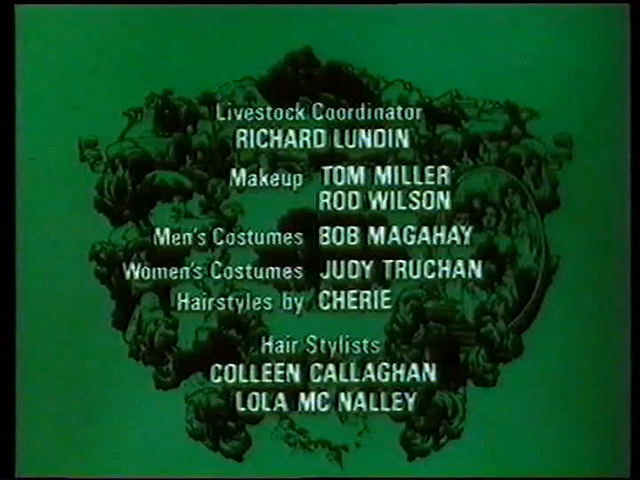 Livestock Coordinator
RICHARD LUNDIN
Makeup TOM MILLER
ROD WILSON
Men's Costumes BOB MAGAHAY
Women's Costumes JUDY TRUCHAN
Hairstyles by CHERIE
Hair Stylists
COLLEEN CALLAGHAN
LOLA MC NALLEY